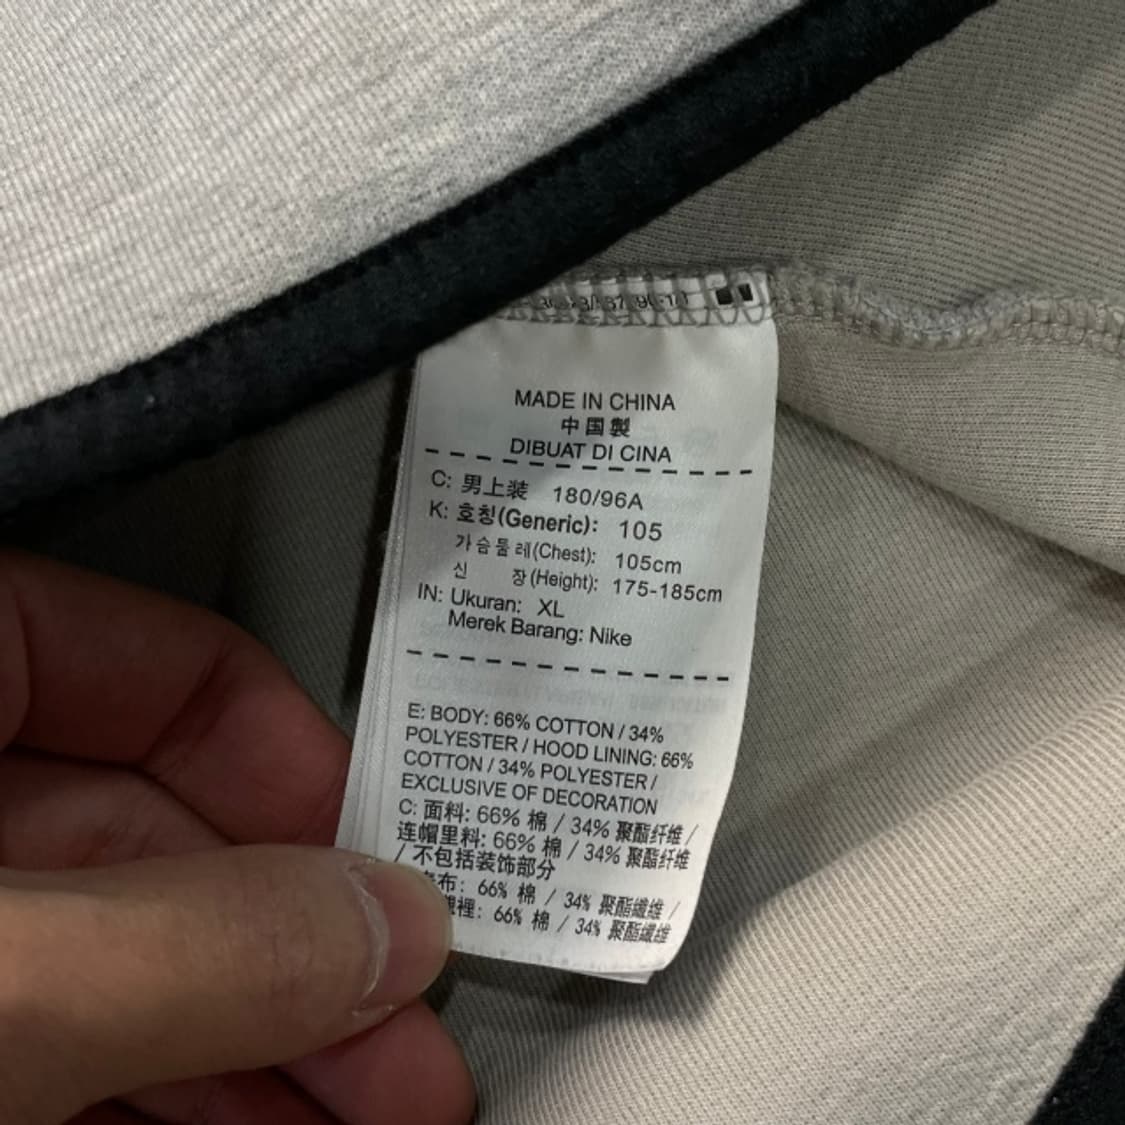 MADE IN CHINA
中国製
DIBUAT DI CINA
C: 男上装 180/96A
K: 호칭(Generic): 105
가슴둘레(Chest): 105cm
신 장(Height): 175-185cm
IN: Ukuran: XL
Merek Barang: Nike
E: BODY: 66% COTTON / 34%
POLYESTER / HOOD LINING: 66%
COTTON / 34% POLYESTER /
EXCLUSIVE OF DECORATION
C: 面料: 66% 棉 / 34% 聚酯纤维 /
连帽里料: 66% 棉 / 34% 聚酯纤维
/ 不包括装饰部分
布: 66% 棉 / 34% 聚酯纖維 /
裡: 66% 棉 / 34% 聚酯纖維